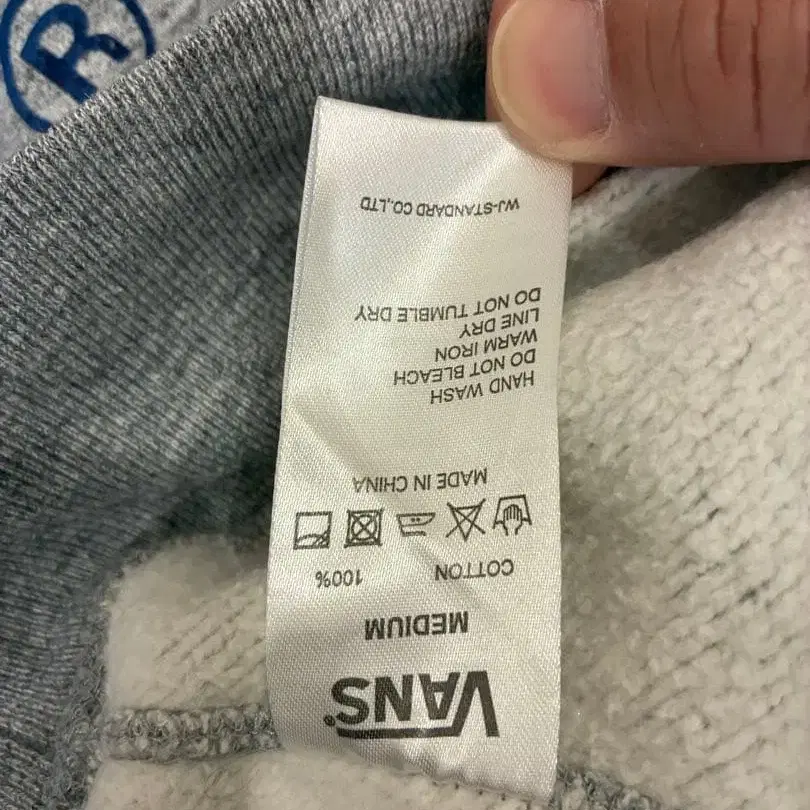 VANS®
MEDIUM
COTTON 100%
MADE IN CHINA
HAND WASH
DO NOT BLEACH
WARM IRON
LINE DRY
DO NOT TUMBLE DRY
WJ-STANDARD CO.,LTD
®